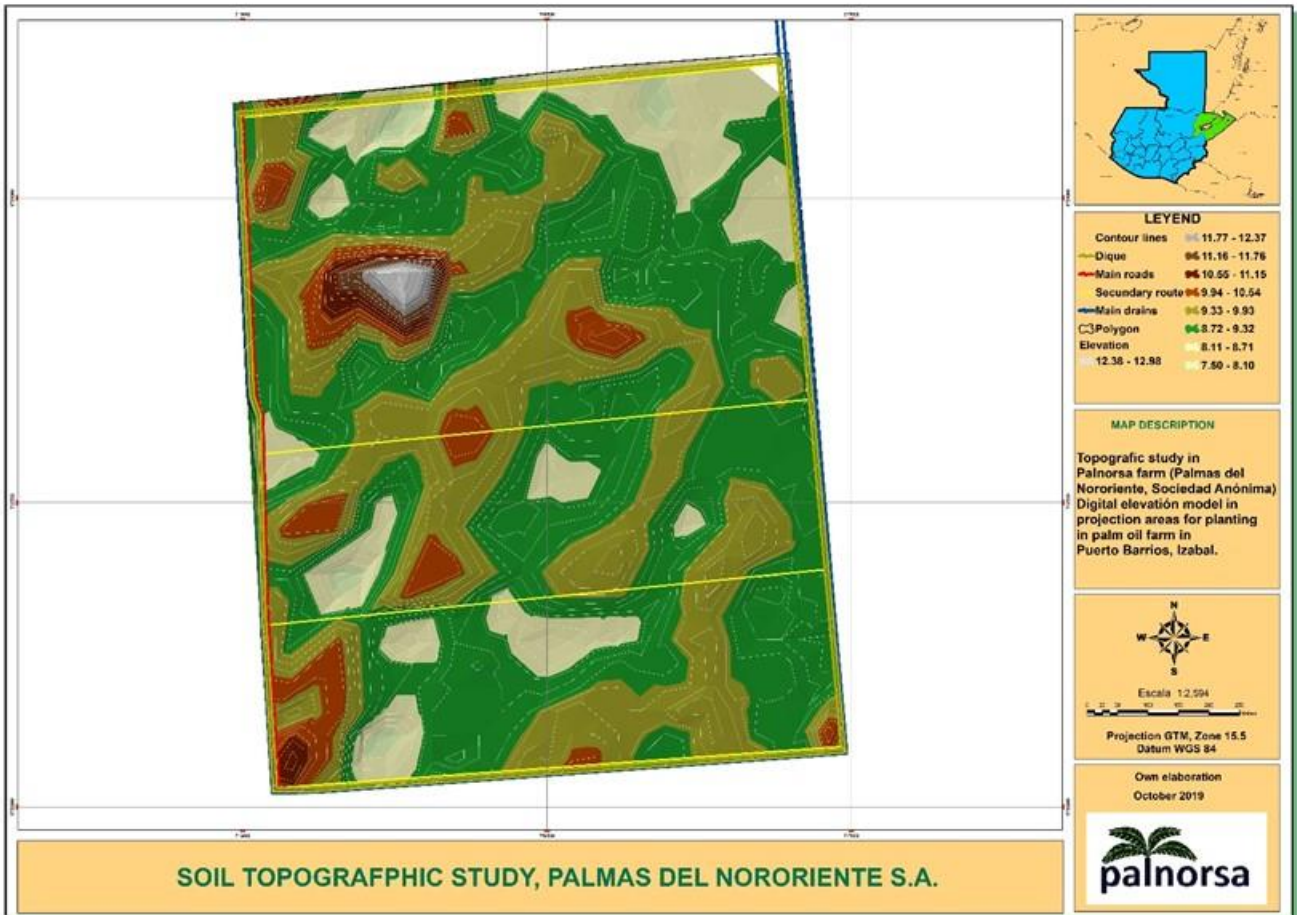 LEYEND
Contour lines
Dique
Main roads
Secundary route
Main drains
Polygon
Elevation
12.38 - 12.98
11.77 - 12.37
11.16 - 11.76
10.55 - 11.15
9.94 - 10.54
9.33 - 9.93
8.72 - 9.32
8.11 - 8.71
7.50 - 8.10
MAP DESCRIPTION
Topografic study in
Palnorsa farm (Palmas del
Nororiente, Sociedad Anónima)
Digital elevatión model in
projection areas for planting
in palm oil farm in
Puerto Barrios, Izabal.
N
W E
S
Escala 1:2,594
Projection GTM, Zone 15.5
Datum WGS 84
Own elaboration
October 2019
palnorsa
SOIL TOPOGRAFPHIC STUDY, PALMAS DEL NORORIENTE S.A.